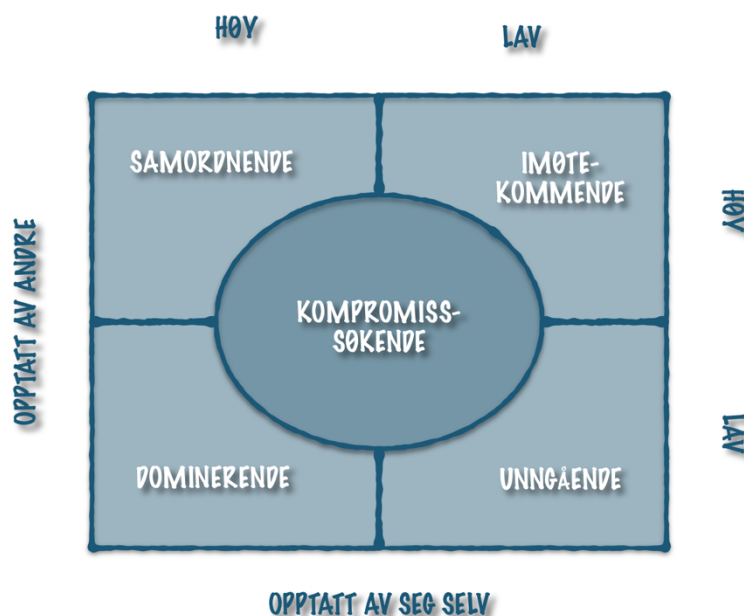 HØY
LAV
SAMORDNENDE
IMØTE-
KOMMENDE
HØY
OPPTATT AV ANDRE
KOMPROMISS-
SØKENDE
LAV
DOMINERENDE
UNNGÅENDE
OPPTATT AV SEG SELV